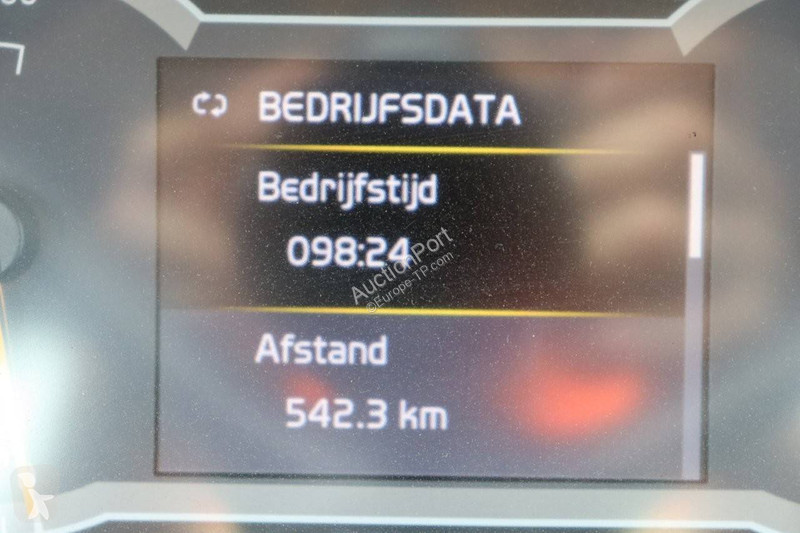 BEDRIJFSDATA
Bedrijfstijd
098:24
AuctionPort
©Europe-TP.com
Afstand
542.3 km